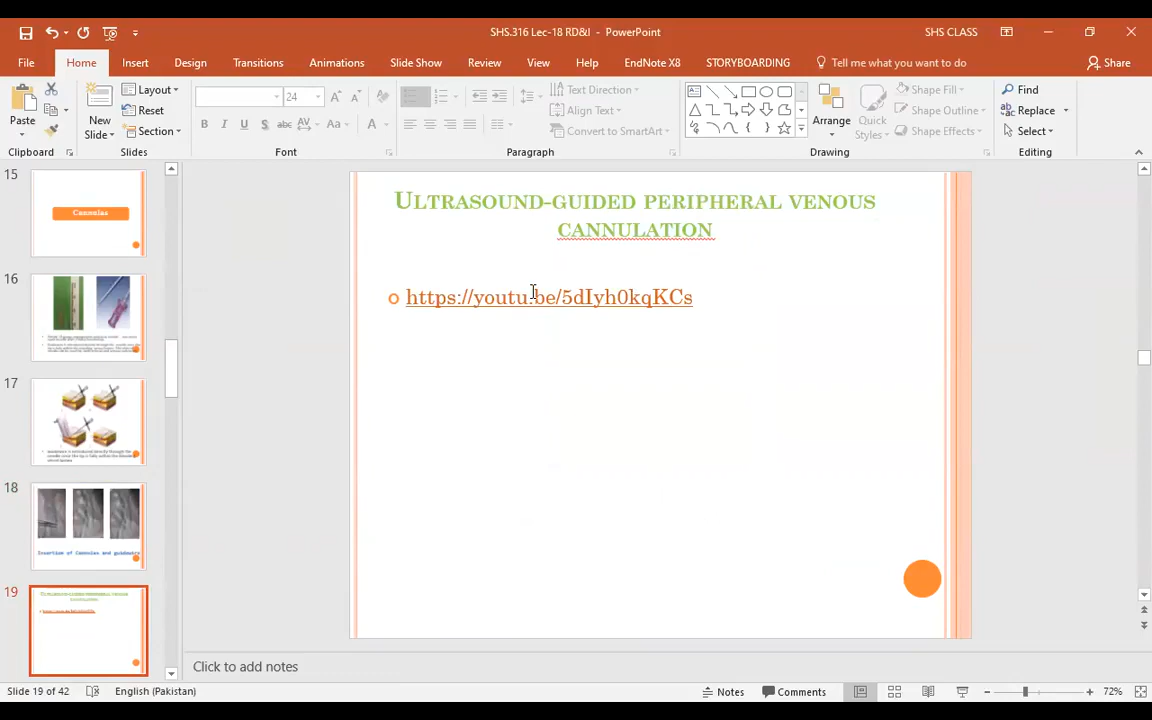 SHS.316 Lec-18 RD&I - PowerPoint
SHS CLASS
File Home Insert Design Transitions Animations Slide Show Review View Help EndNote X8 STORYBOARDING Tell me what you want to do Share
Paste
New Slide
Layout
Reset
Section
24
B I U S abc AV Aa A
Text Direction
Align Text
Convert to SmartArt
Arrange
Quick Styles
Shape Fill
Shape Outline
Shape Effects
Find
Replace
Select
Clipboard Slides Font Paragraph Drawing Editing
15
Cannulas
16
17
18
Insertion of Cannulas and guidewire
19
ULTRASOUND-GUIDED PERIPHERAL VENOUS
CANNULATION
https://youtu.be/5dIyh0kqKCs
Click to add notes
Slide 19 of 42 English (Pakistan) Notes Comments 72%